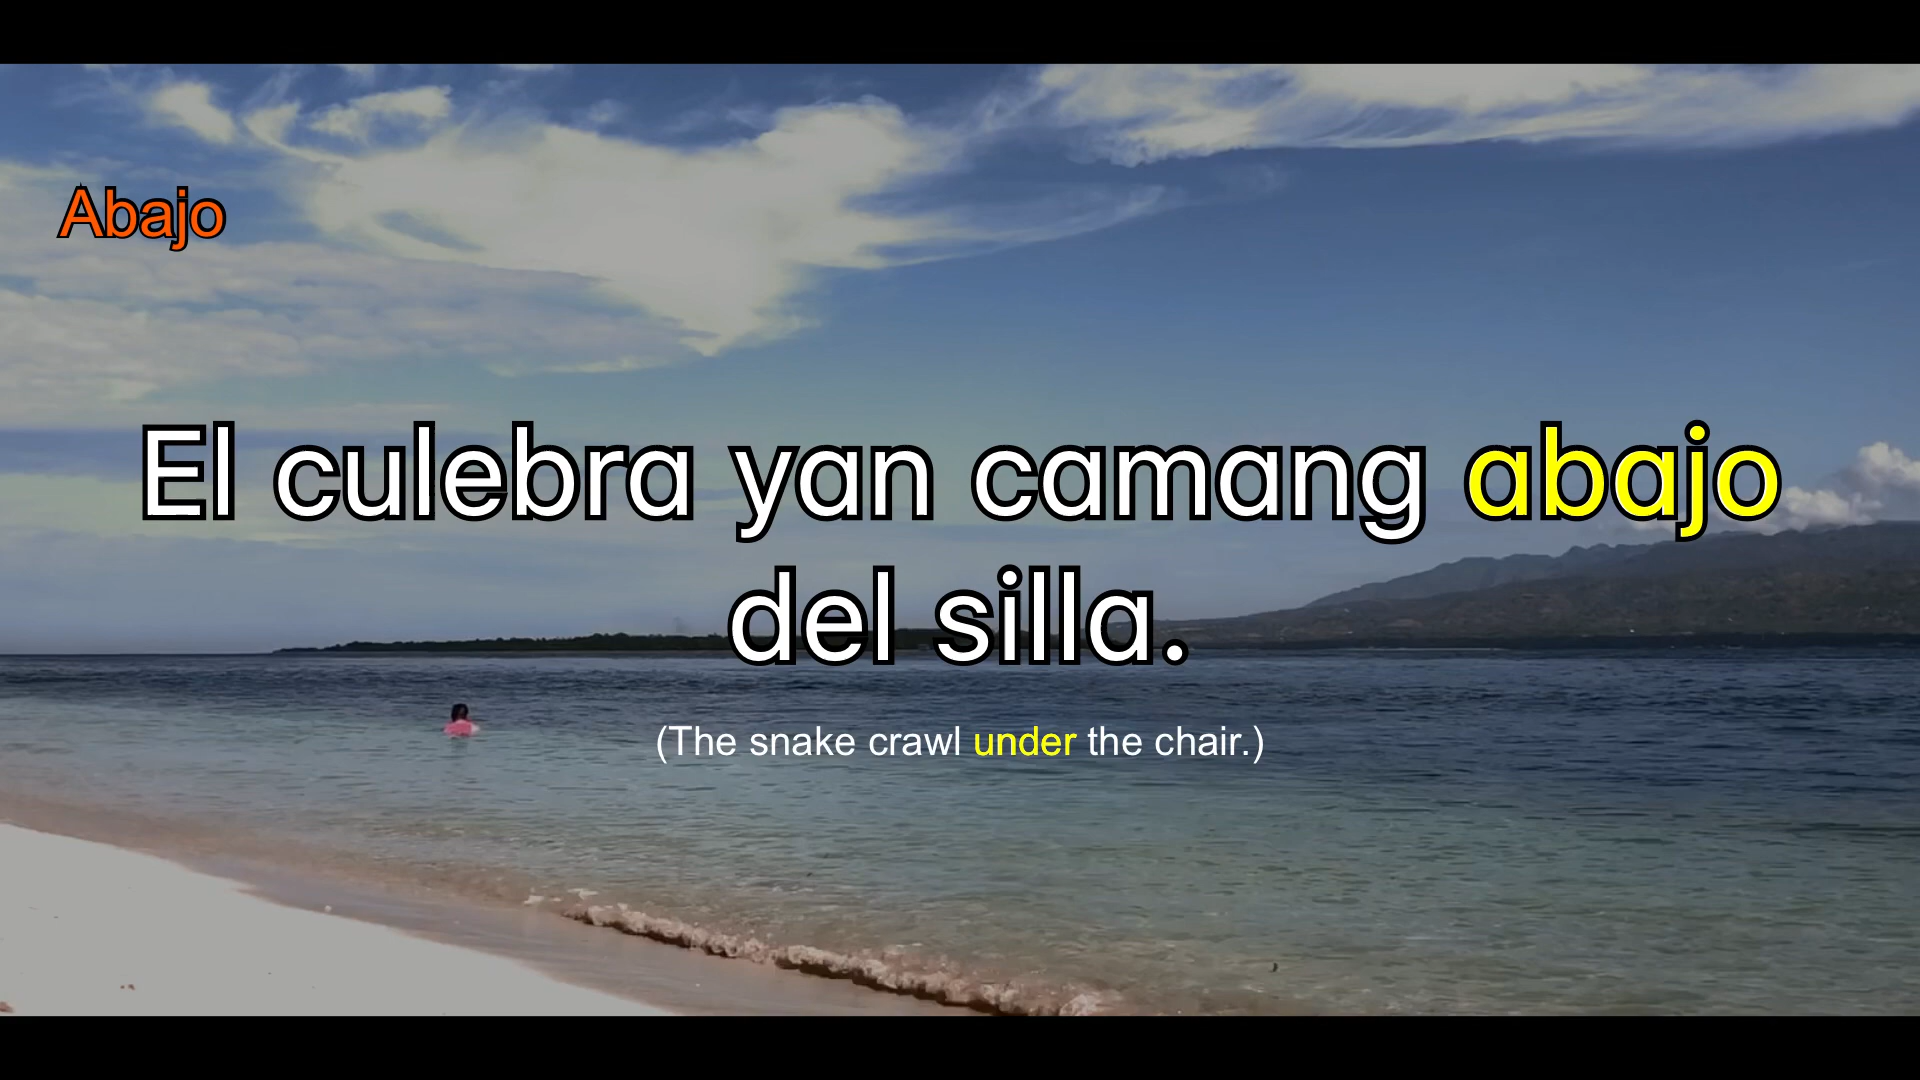 Abajo
El culebra yan camang abajo
del silla.
(The snake crawl under the chair.)